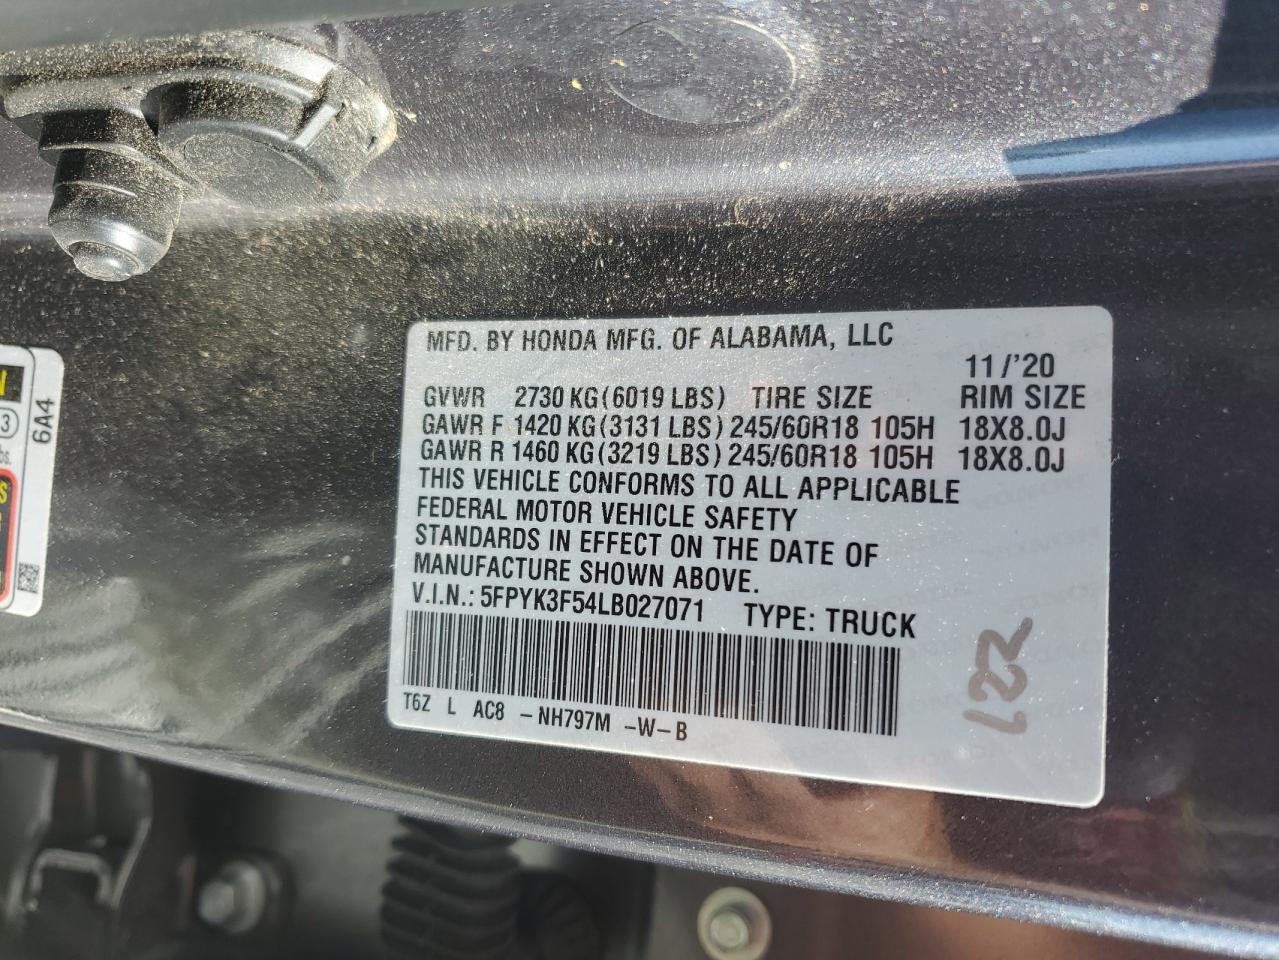 MFD. BY HONDA MFG. OF ALABAMA, LLC
11/'20
GVWR 2730 KG(6019 LBS) TIRE SIZE RIM SIZE
GAWR F 1420 KG(3131 LBS) 245/60R18 105H 18X8.0J
GAWR R 1460 KG(3219 LBS) 245/60R18 105H 18X8.0J
THIS VEHICLE CONFORMS TO ALL APPLICABLE
FEDERAL MOTOR VEHICLE SAFETY
STANDARDS IN EFFECT ON THE DATE OF
MANUFACTURE SHOWN ABOVE.
V.I.N.: 5FPYK3F54LB027071 TYPE: TRUCK
T6Z L AC8 -NH797M -W-B
221
6A4
3